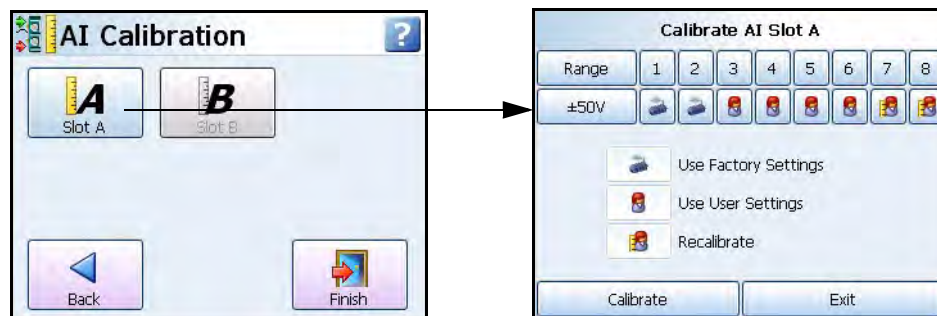 AI Calibration
?
A
Slot A
B
Slot B
Back
Finish
Calibrate AI Slot A
Range 1 2 3 4 5 6 7 8
±50V
Use Factory Settings
Use User Settings
Recalibrate
Calibrate Exit